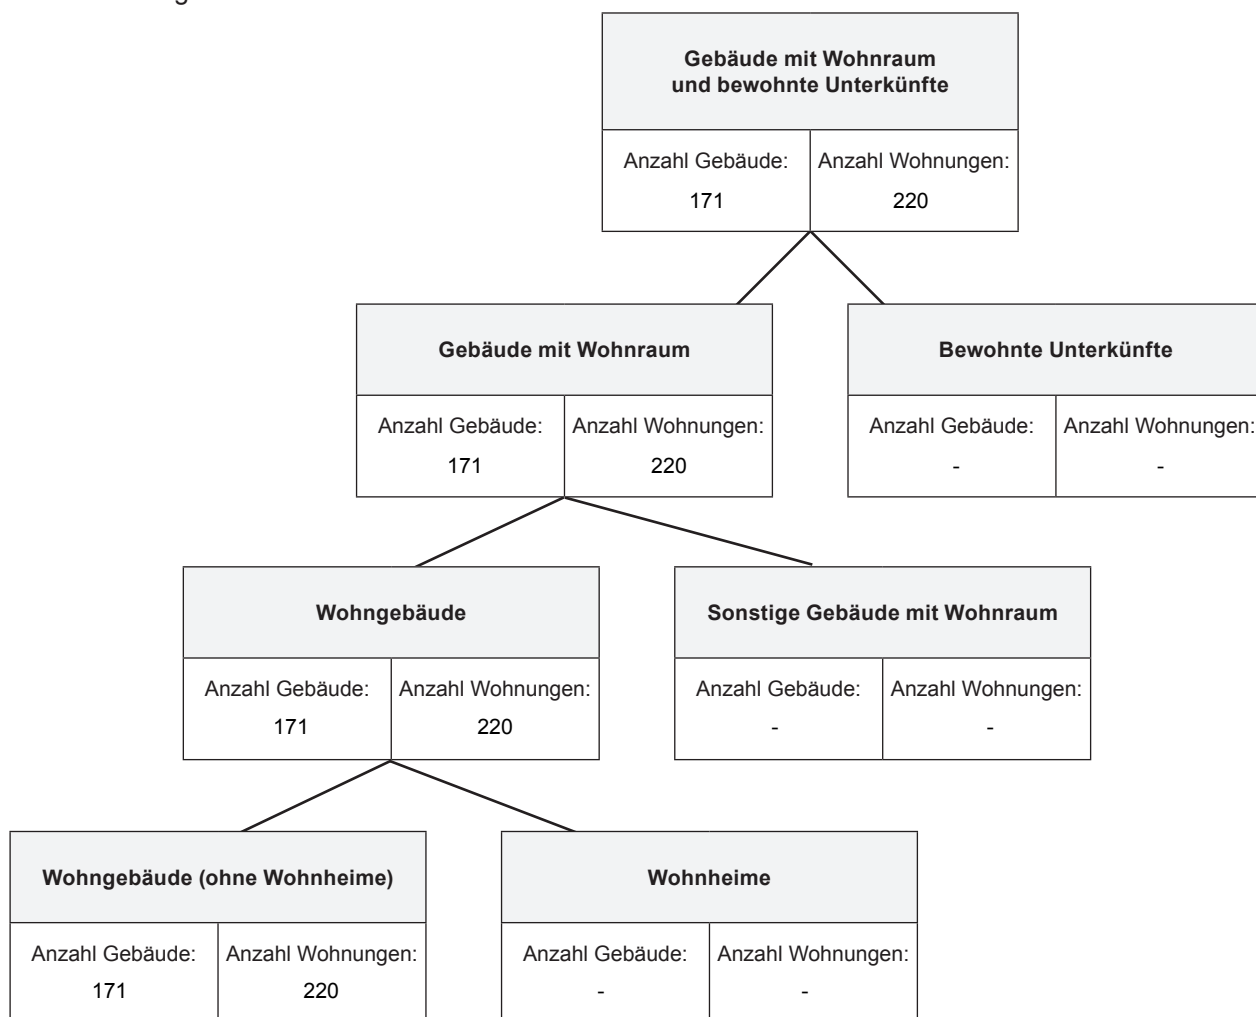 Gebäude mit Wohnraum
und bewohnte Unterkünfte
Anzahl Gebäude: Anzahl Wohnungen:
171 220
Gebäude mit Wohnraum
Anzahl Gebäude: Anzahl Wohnungen:
171 220
Bewohnte Unterkünfte
Anzahl Gebäude: Anzahl Wohnungen:
- -
Wohngebäude
Anzahl Gebäude: Anzahl Wohnungen:
171 220
Sonstige Gebäude mit Wohnraum
Anzahl Gebäude: Anzahl Wohnungen:
- -
Wohngebäude (ohne Wohnheime)
Anzahl Gebäude: Anzahl Wohnungen:
171 220
Wohnheime
Anzahl Gebäude: Anzahl Wohnungen:
- -